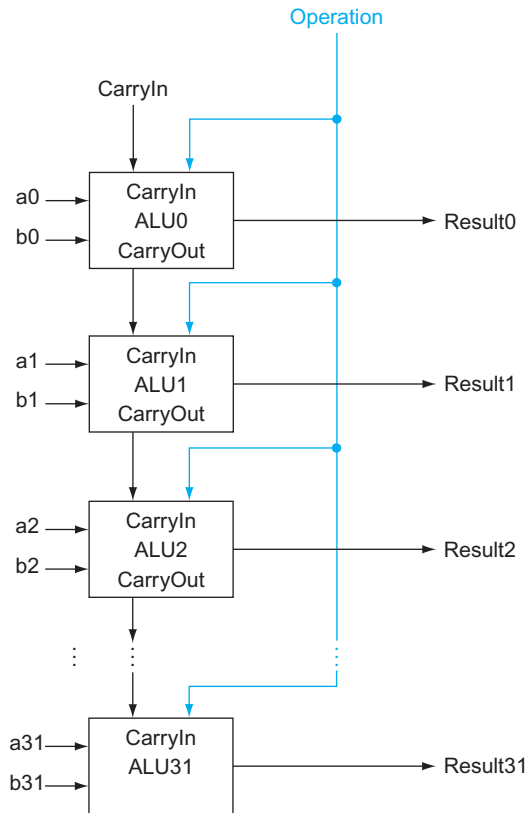 Operation
CarryIn
a0
b0
CarryIn
ALU0
CarryOut
Result0
a1
b1
CarryIn
ALU1
CarryOut
Result1
a2
b2
CarryIn
ALU2
CarryOut
Result2
a31
b31
CarryIn
ALU31
Result31